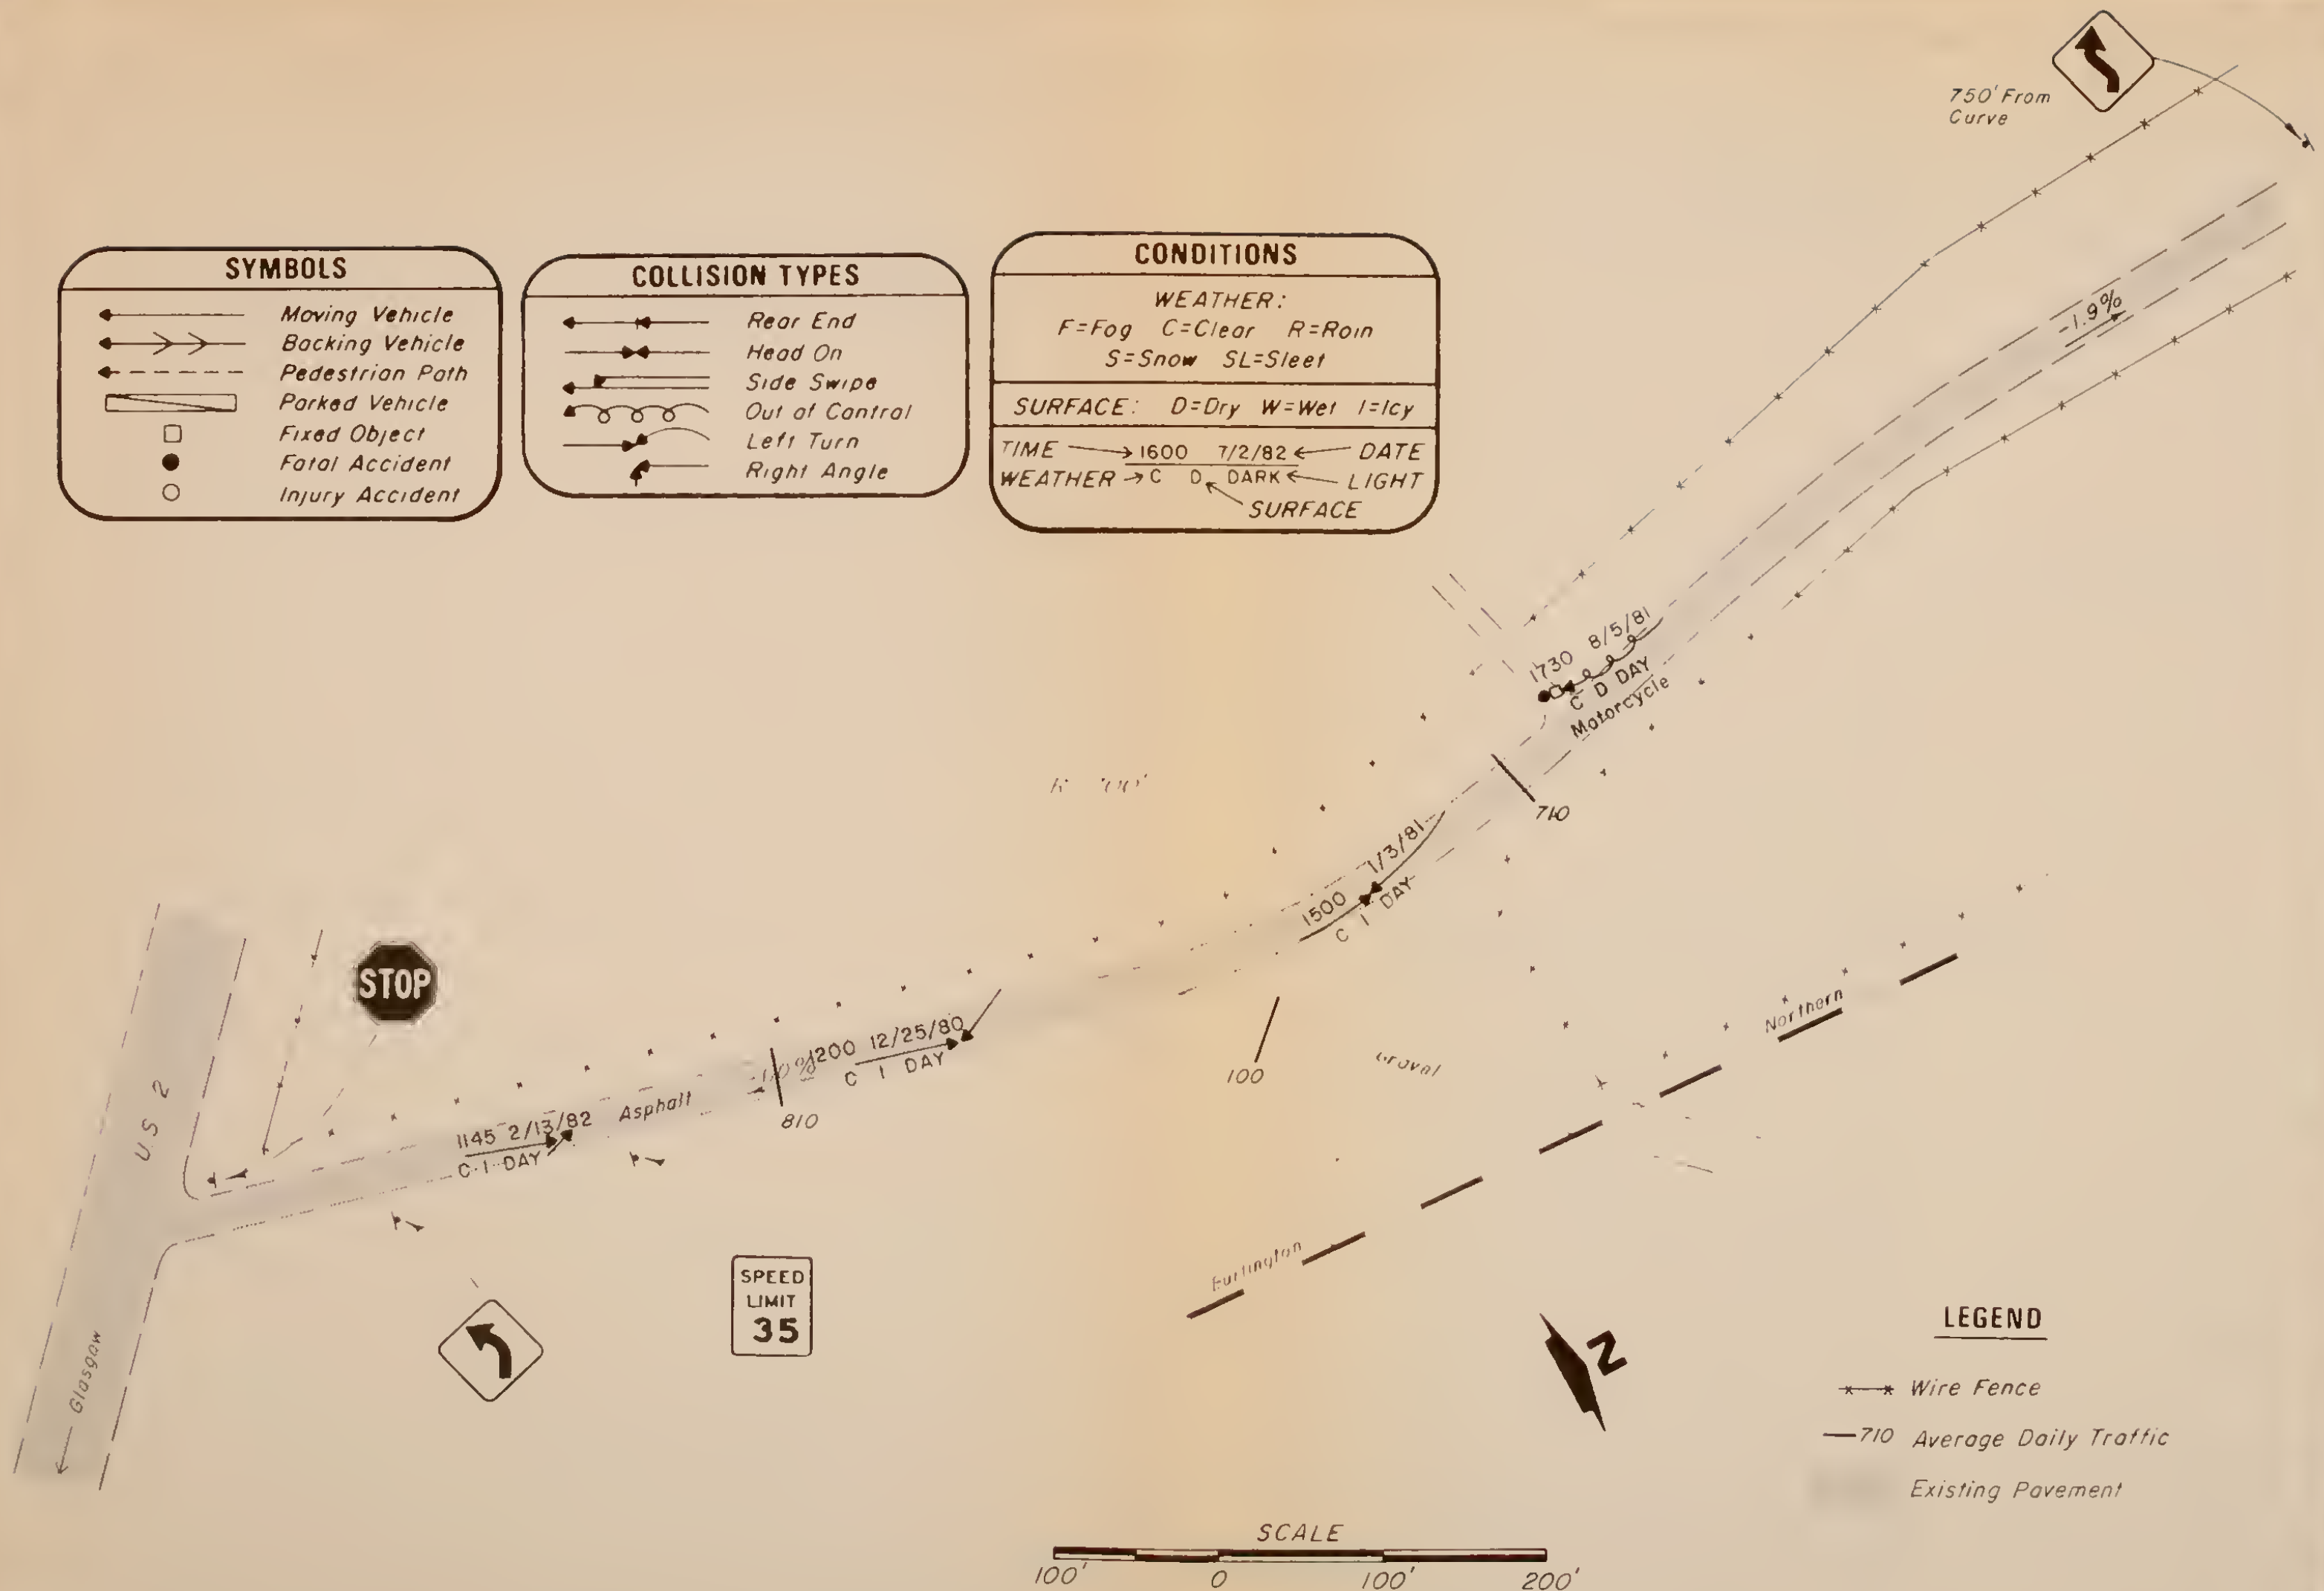 750' From
Curve
SYMBOLS
Moving Vehicle
Backing Vehicle
Pedestrian Path
Parked Vehicle
Fixed Object
Fatal Accident
Injury Accident
COLLISION TYPES
Rear End
Head On
Side Swipe
Out of Control
Left Turn
Right Angle
CONDITIONS
WEATHER:
F=Fog C=Clear R=Rain
S=Snow SL=Sleet
SURFACE: D=Dry W=Wet I=Icy
TIME 1600 7/2/82 DATE
WEATHER C D DARK LIGHT
SURFACE
-1.9%
1730 8/5/81
C D DAY
Motorcycle
710
1500 1/3/81
C I DAY
STOP
1200 12/25/80
C I DAY
100
Gravel
Northern
810
Asphalt
1145 2/13/82
C I DAY
U.S. 2
Glasgow
SPEED
LIMIT
35
Burlington
N
LEGEND
Wire Fence
710 Average Daily Traffic
Existing Pavement
SCALE
100' 0 100' 200'